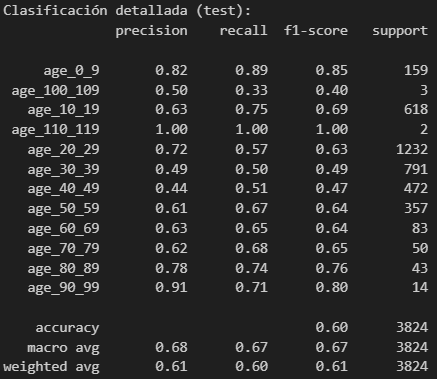 Clasificación detallada (test):
precision recall f1-score support
age_0_9 0.82 0.89 0.85 159
age_100_109 0.50 0.33 0.40 3
age_10_19 0.63 0.75 0.69 618
age_110_119 1.00 1.00 1.00 2
age_20_29 0.72 0.57 0.63 1232
age_30_39 0.49 0.50 0.49 791
age_40_49 0.44 0.51 0.47 472
age_50_59 0.61 0.67 0.64 357
age_60_69 0.63 0.65 0.64 83
age_70_79 0.62 0.68 0.65 50
age_80_89 0.78 0.74 0.76 43
age_90_99 0.91 0.71 0.80 14
accuracy 0.60 3824
macro avg 0.68 0.67 0.67 3824
weighted avg 0.61 0.60 0.61 3824